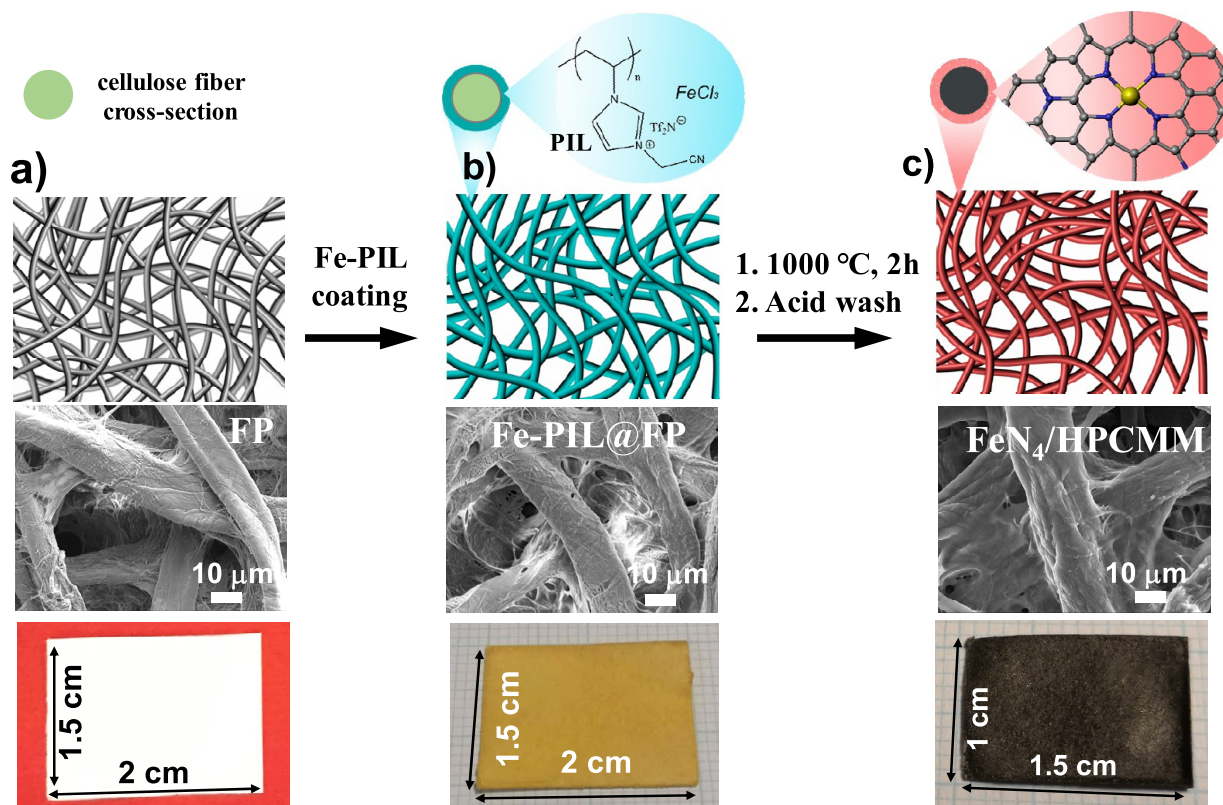 cellulose fiber
cross-section
a)
Fe-PIL
coating
b)
n
FeCl₃
PIL
Tf₂N⊖
N⊕
CN
1. 1000 ℃, 2h
2. Acid wash
c)
FP
10 μm
Fe-PIL@FP
10 μm
FeN₄/HPCMM
10 μm
1.5 cm
2 cm
1.5 cm
2 cm
1 cm
1.5 cm